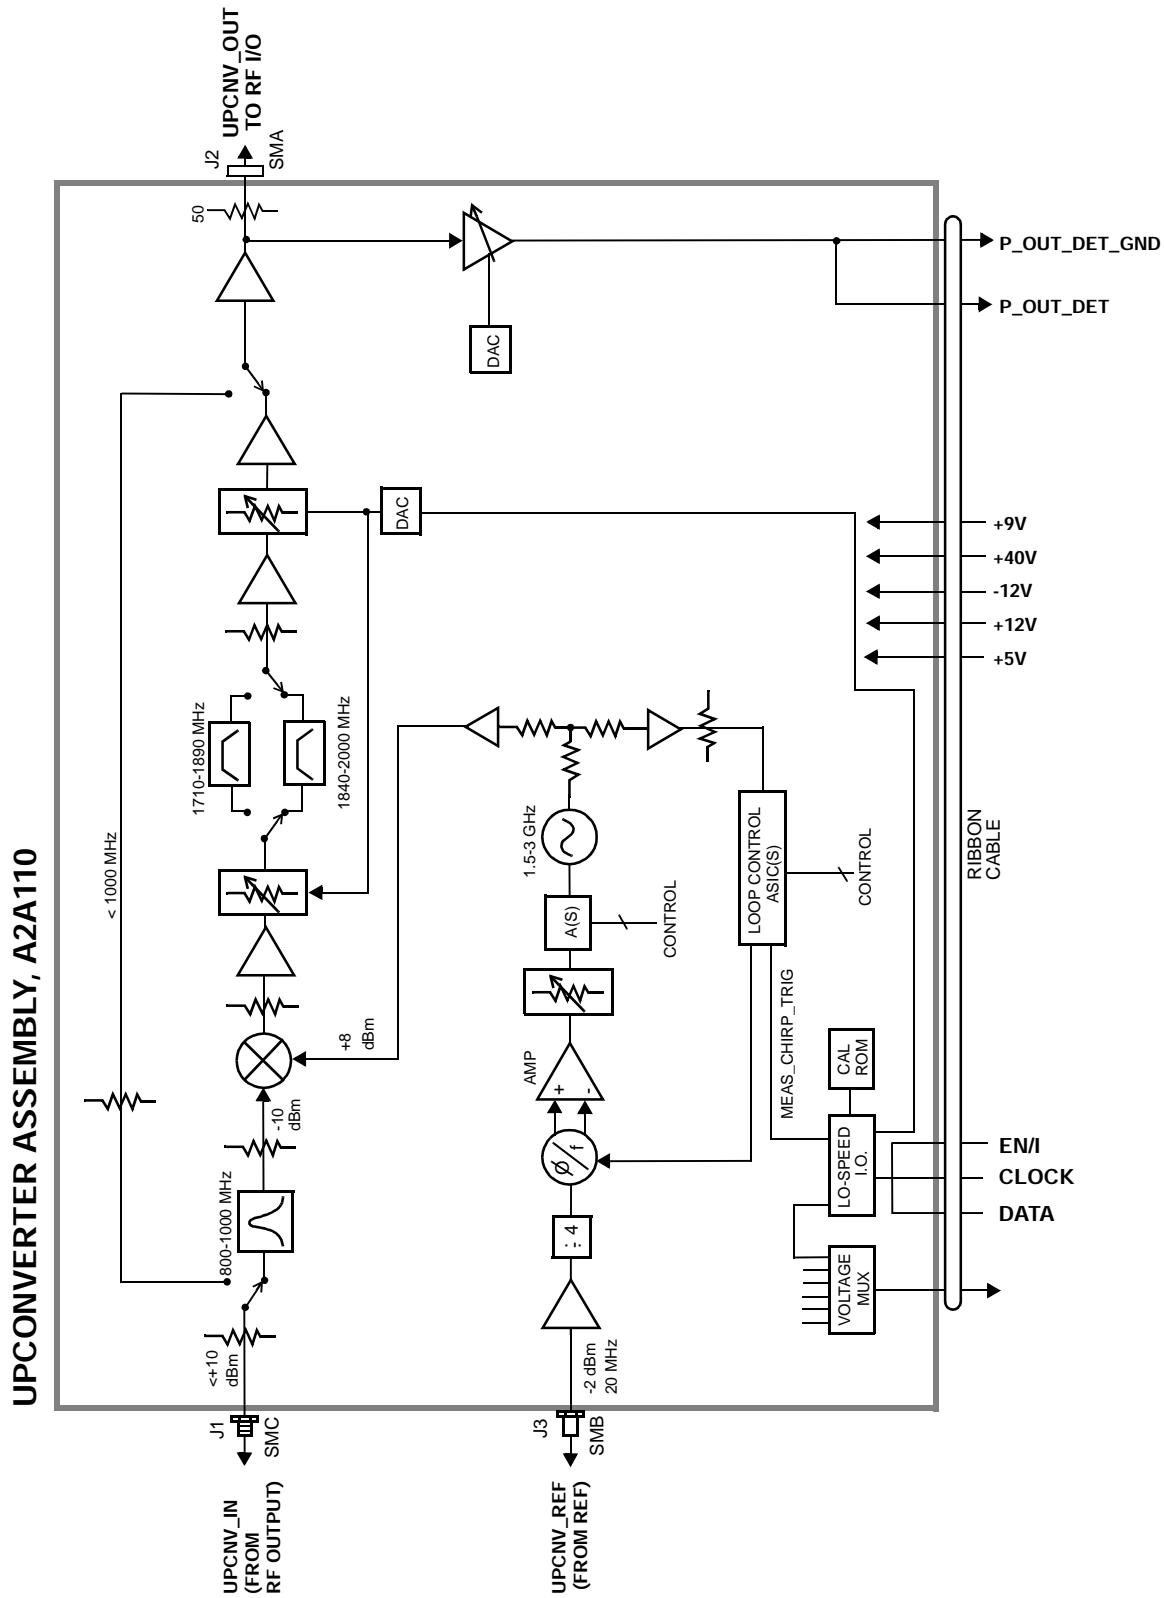 UPCONVERTER ASSEMBLY, A2A110
UPCNV_IN
(FROM
RF OUTPUT)
J1
SMC
<+10
dBm
800-1000 MHz
-10
dBm
< 1000 MHz
+8
dBm
1710-1890 MHz
1840-2000 MHz
DAC
50
J2
SMA
UPCNV_OUT
TO RF I/O
DAC
UPCNV_REF
(FROM REF)
J3
SMB
-2 dBm
20 MHz
÷ 4
Ø
f
AMP
+
-
A(S)
CONTROL
1.5-3 GHz
LOOP CONTROL
ASIC(S)
CONTROL
MEAS_CHIRP_TRIG
CAL
ROM
LO-SPEED
I.O.
VOLTAGE
MUX
RIBBON
CABLE
P_OUT_DET_GND
P_OUT_DET
+9V
+40V
-12V
+12V
+5V
EN/I
CLOCK
DATA